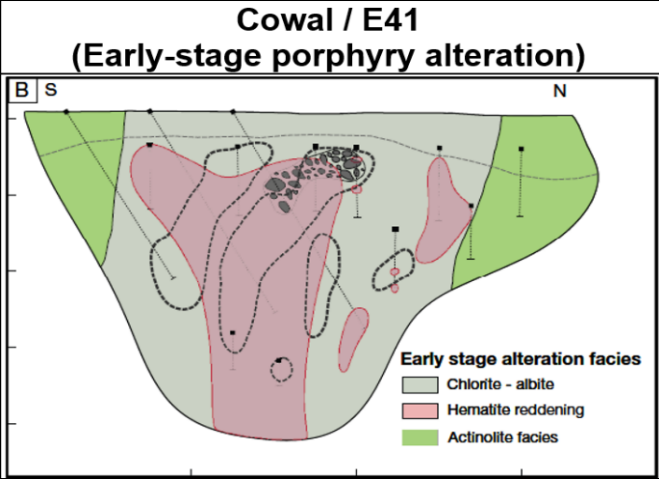 Cowal / E41
(Early-stage porphyry alteration)
B S
N
Early stage alteration facies
Chlorite - albite
Hematite reddening
Actinolite facies